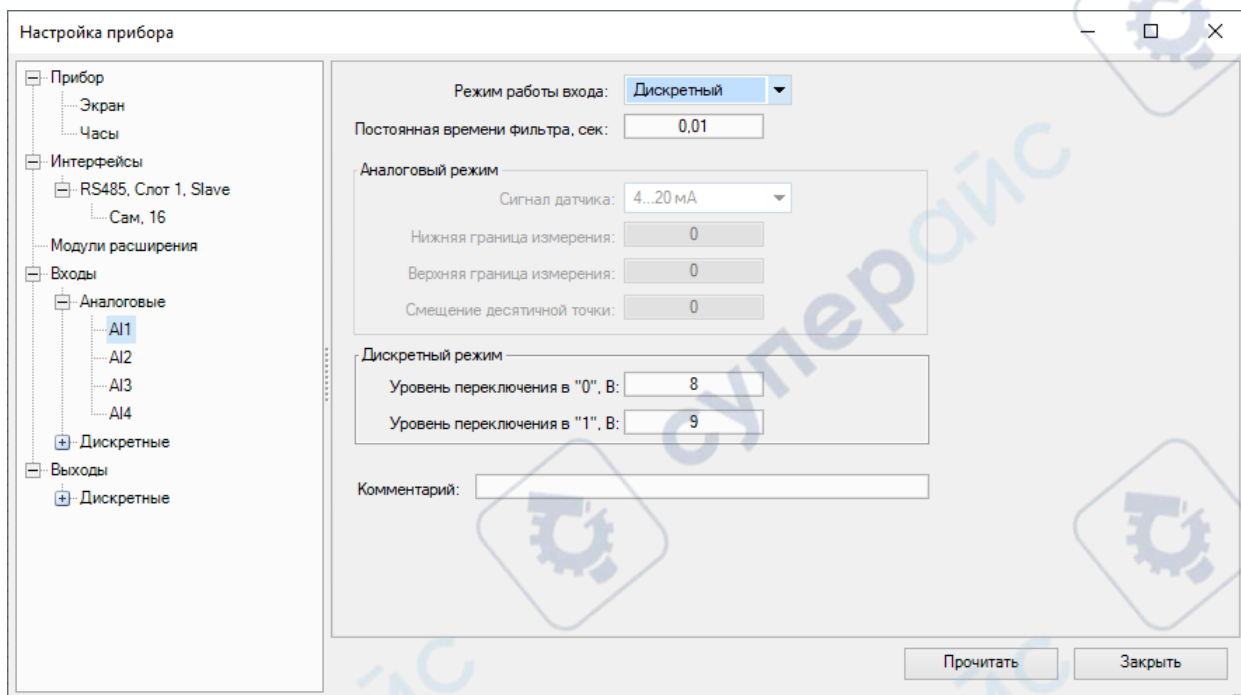 Настройка прибора
Прибор
Экран
Часы
Интерфейсы
RS485, Слот 1, Slave
Сам, 16
Модули расширения
Входы
Аналоговые
AI1
AI2
AI3
AI4
Дискретные
Выходы
Дискретные
Режим работы входа: Дискретный
Постоянная времени фильтра, сек: 0,01
Аналоговый режим
Сигнал датчика: 4...20 мА
Нижняя граница измерения: 0
Верхняя граница измерения: 0
Смещение десятичной точки: 0
Дискретный режим
Уровень переключения в "0", В: 8
Уровень переключения в "1", В: 9
Комментарий:
Прочитать Закрыть
суперайс
айс